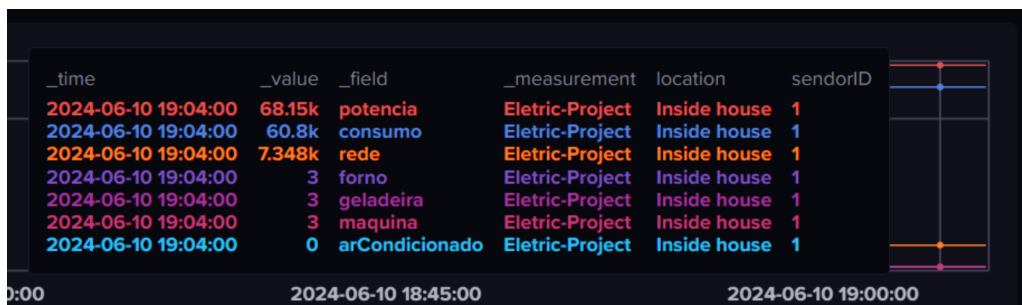 _time _value _field _measurement location sendorID
2024-06-10 19:04:00 68.15k potencia Eletric-Project Inside house 1
2024-06-10 19:04:00 60.8k consumo Eletric-Project Inside house 1
2024-06-10 19:04:00 7.348k rede Eletric-Project Inside house 1
2024-06-10 19:04:00 3 forno Eletric-Project Inside house 1
2024-06-10 19:04:00 3 geladeira Eletric-Project Inside house 1
2024-06-10 19:04:00 3 maquina Eletric-Project Inside house 1
2024-06-10 19:04:00 0 arCondicionado Eletric-Project Inside house 1
0:00 2024-06-10 18:45:00 2024-06-10 19:00:00